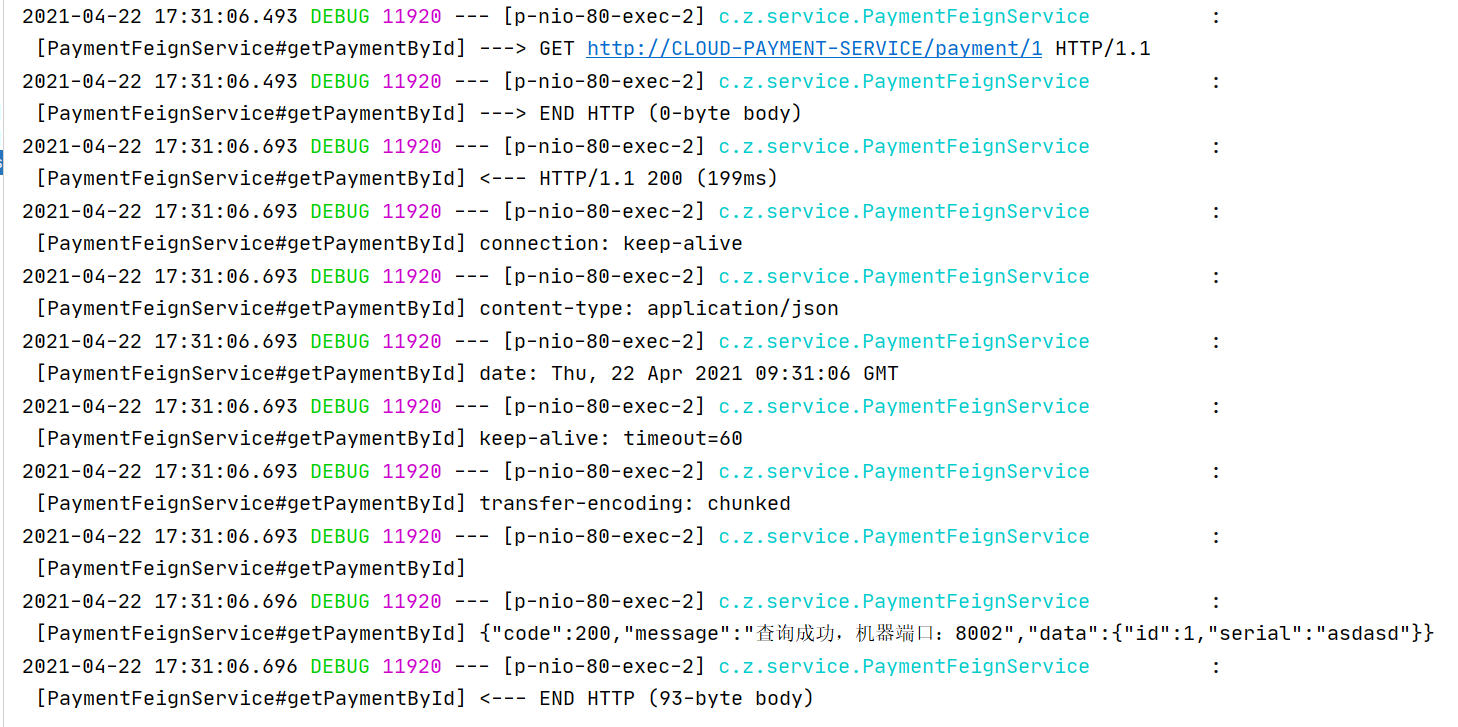 2021-04-22 17:31:06.493 DEBUG 11920 --- [p-nio-80-exec-2] c.z.service.PaymentFeignService          :
[PaymentFeignService#getPaymentById] ---> GET http://CLOUD-PAYMENT-SERVICE/payment/1 HTTP/1.1
2021-04-22 17:31:06.493 DEBUG 11920 --- [p-nio-80-exec-2] c.z.service.PaymentFeignService          :
[PaymentFeignService#getPaymentById] ---> END HTTP (0-byte body)
2021-04-22 17:31:06.693 DEBUG 11920 --- [p-nio-80-exec-2] c.z.service.PaymentFeignService          :
[PaymentFeignService#getPaymentById] <--- HTTP/1.1 200 (199ms)
2021-04-22 17:31:06.693 DEBUG 11920 --- [p-nio-80-exec-2] c.z.service.PaymentFeignService          :
[PaymentFeignService#getPaymentById] connection: keep-alive
2021-04-22 17:31:06.693 DEBUG 11920 --- [p-nio-80-exec-2] c.z.service.PaymentFeignService          :
[PaymentFeignService#getPaymentById] content-type: application/json
2021-04-22 17:31:06.693 DEBUG 11920 --- [p-nio-80-exec-2] c.z.service.PaymentFeignService          :
[PaymentFeignService#getPaymentById] date: Thu, 22 Apr 2021 09:31:06 GMT
2021-04-22 17:31:06.693 DEBUG 11920 --- [p-nio-80-exec-2] c.z.service.PaymentFeignService          :
[PaymentFeignService#getPaymentById] keep-alive: timeout=60
2021-04-22 17:31:06.693 DEBUG 11920 --- [p-nio-80-exec-2] c.z.service.PaymentFeignService          :
[PaymentFeignService#getPaymentById] transfer-encoding: chunked
2021-04-22 17:31:06.693 DEBUG 11920 --- [p-nio-80-exec-2] c.z.service.PaymentFeignService          :
[PaymentFeignService#getPaymentById]
2021-04-22 17:31:06.696 DEBUG 11920 --- [p-nio-80-exec-2] c.z.service.PaymentFeignService          :
[PaymentFeignService#getPaymentById] {"code":200,"message":"查询成功，机器端口：8002","data":{"id":1,"serial":"asdasd"}}
2021-04-22 17:31:06.696 DEBUG 11920 --- [p-nio-80-exec-2] c.z.service.PaymentFeignService          :
[PaymentFeignService#getPaymentById] <--- END HTTP (93-byte body)